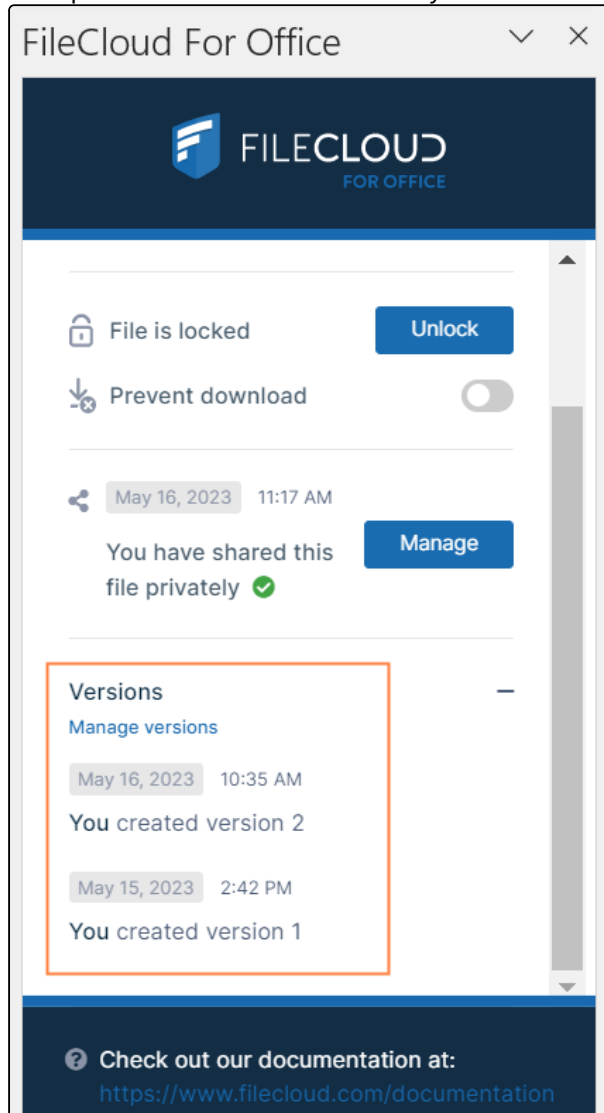 FileCloud For Office
FILECLOUD
FOR OFFICE
File is locked
Unlock
Prevent download
May 16, 2023 11:17 AM
You have shared this
file privately
Manage
Versions
Manage versions
May 16, 2023 10:35 AM
You created version 2
May 15, 2023 2:42 PM
You created version 1
Check out our documentation at:
https://www.filecloud.com/documentation